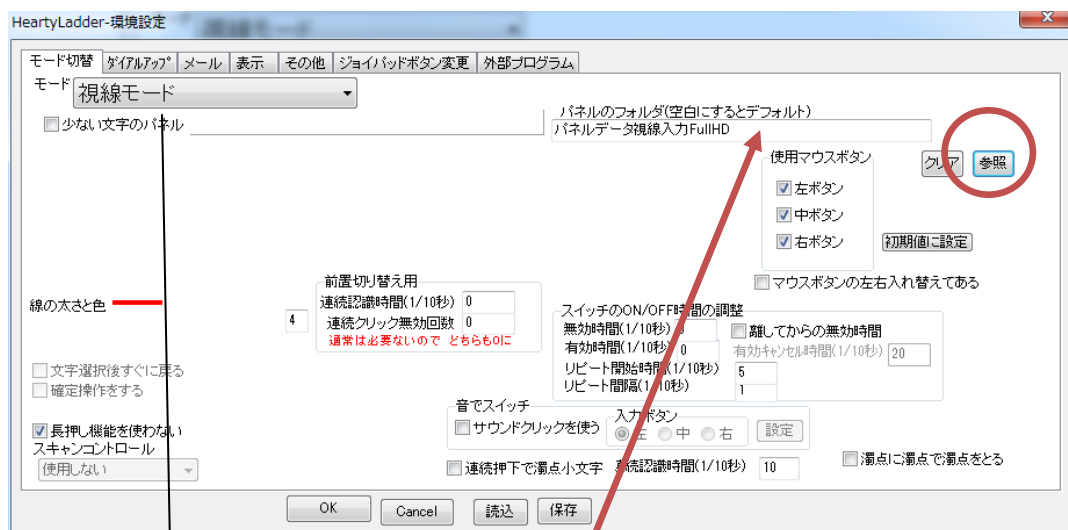 HeartyLadder-環境設定
モード切替 ダイアルアップ メール 表示 その他 ジョイパッドボタン変更 外部プログラム
モード 視線モード
少ない文字のパネル
パネルのフォルダ(空白にするとデフォルト)
パネルデータ視線入力FullHD
使用マウスボタン
クリア 参照
左ボタン
中ボタン
右ボタン 初期値に設定
マウスボタンの左右入れ替えてある
線の太さと色
4
前置切り替え用
連続認識時間(1/10秒) 0
連続クリック無効回数 0
通常は必要ないので どちらも0に
スイッチのON/OFF時間の調整
無効時間(1/10秒) 離してからの無効時間
有効時間(1/10秒) 0 有効キャンセル時間(1/10秒) 20
リピート開始時間(1/10秒) 5
リピート間隔(1/10秒) 1
文字選択後すぐに戻る
確定操作をする
音でスイッチ
サウンドクリックを使う 入力ボタン 左 中 右 設定
長押し機能を使わない
スキャンコントロール
使用しない
連続押下で濁点小文字 連続認識時間(1/10秒) 10
濁点に濁点で濁点をとる
OK Cancel 読込 保存